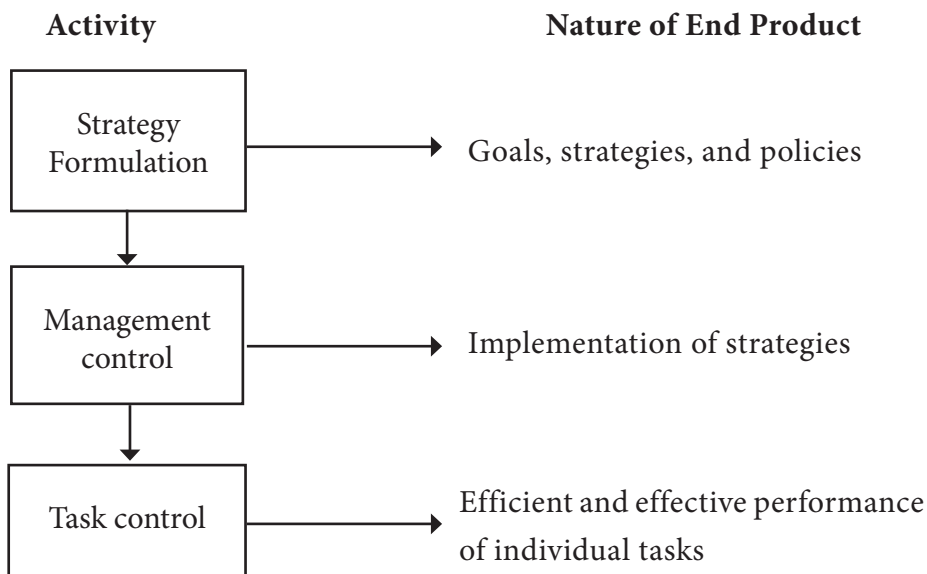 Activity
Nature of End Product
Strategy
Formulation
Goals, strategies, and policies
Management
control
Implementation of strategies
Task control
Efficient and effective performance
of individual tasks